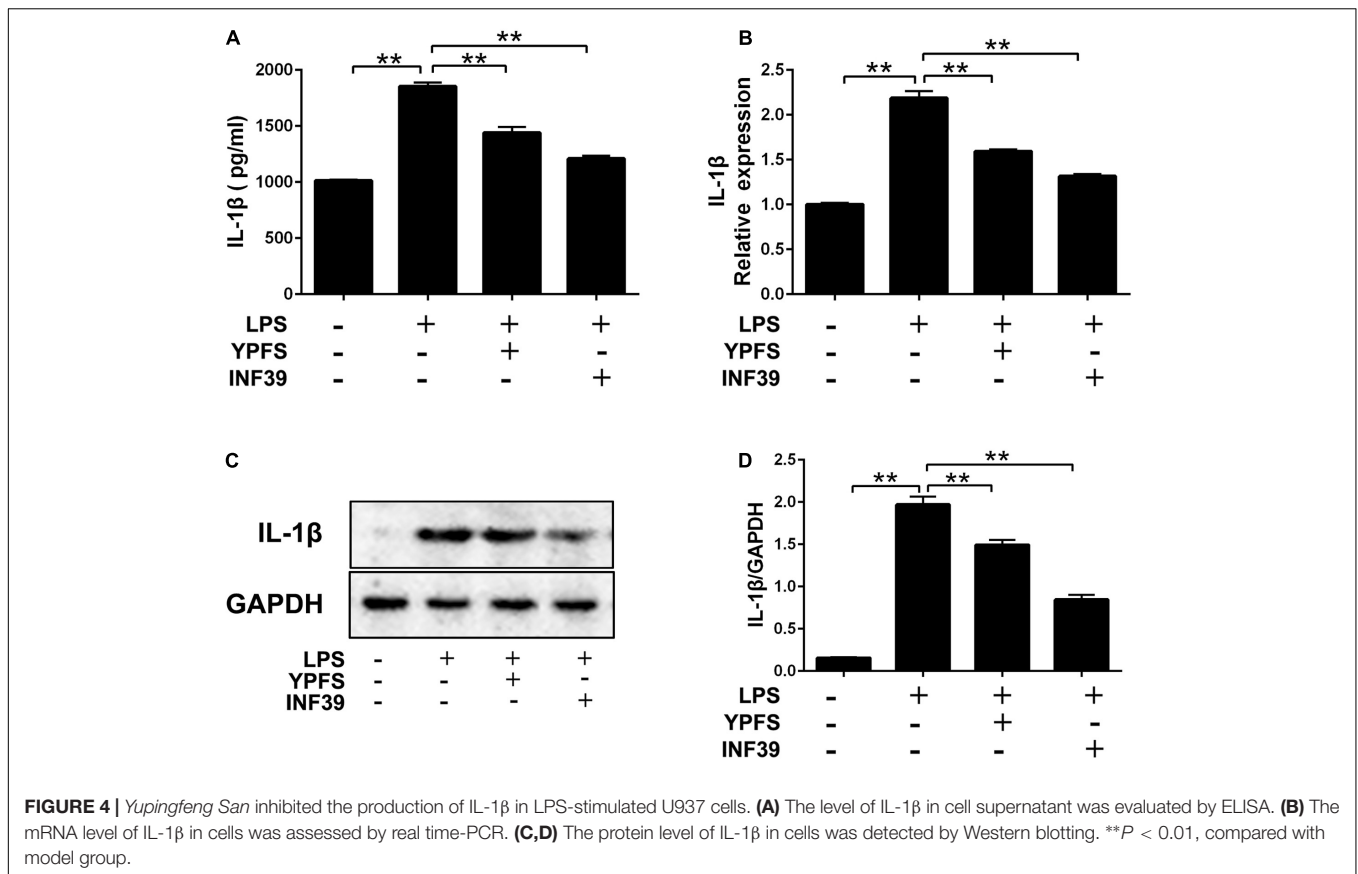 A
** **
**
2000
1500
1000
500
0
IL-1β ( pg/ml)
LPS - + + +
YPFS - - + -
INF39 - - - +
B
** **
**
2.5
2.0
1.5
1.0
0.5
0.0
IL-1β
Relative expression
LPS - + + +
YPFS - - + -
INF39 - - - +
C
IL-1β
GAPDH
LPS - + + +
YPFS - - + -
INF39 - - - +
D
** **
**
2.5
2.0
1.5
1.0
0.5
0.0
IL-1β/GAPDH
LPS - + + +
YPFS - - + -
INF39 - - - +
FIGURE 4 | Yupingfeng San inhibited the production of IL-1β in LPS-stimulated U937 cells. (A) The level of IL-1β in cell supernatant was evaluated by ELISA. (B) The
mRNA level of IL-1β in cells was assessed by real time-PCR. (C,D) The protein level of IL-1β in cells was detected by Western blotting. **P < 0.01, compared with
model group.